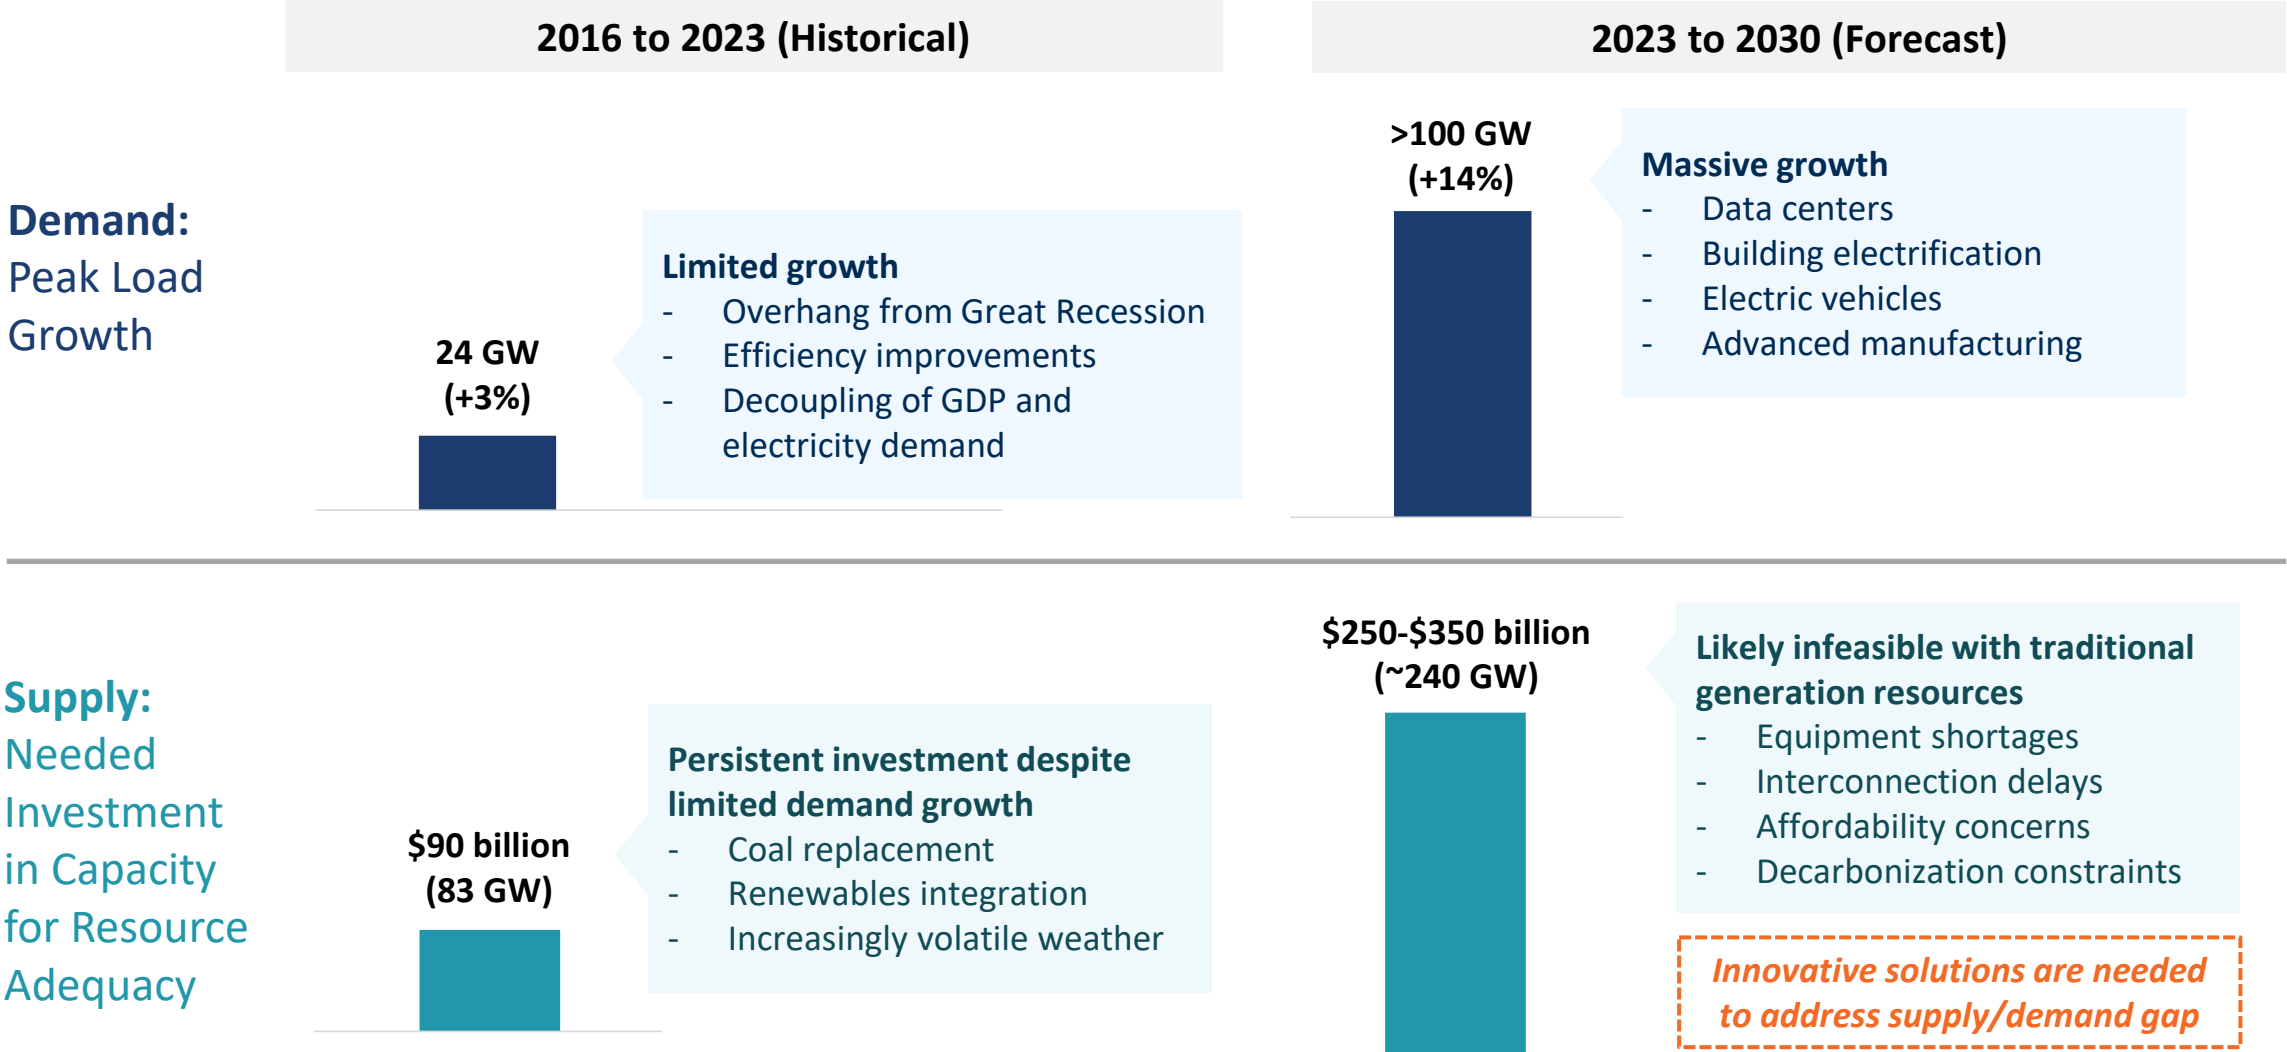 2016 to 2023 (Historical)
2023 to 2030 (Forecast)
Demand:
Peak Load
Growth
24 GW
(+3%)
Limited growth
- Overhang from Great Recession
- Efficiency improvements
- Decoupling of GDP and
electricity demand
>100 GW
(+14%)
Massive growth
- Data centers
- Building electrification
- Electric vehicles
- Advanced manufacturing
Supply:
Needed
Investment
in Capacity
for Resource
Adequacy
$90 billion
(83 GW)
Persistent investment despite
limited demand growth
- Coal replacement
- Renewables integration
- Increasingly volatile weather
$250-$350 billion
(~240 GW)
Likely infeasible with traditional
generation resources
- Equipment shortages
- Interconnection delays
- Affordability concerns
- Decarbonization constraints
Innovative solutions are needed
to address supply/demand gap